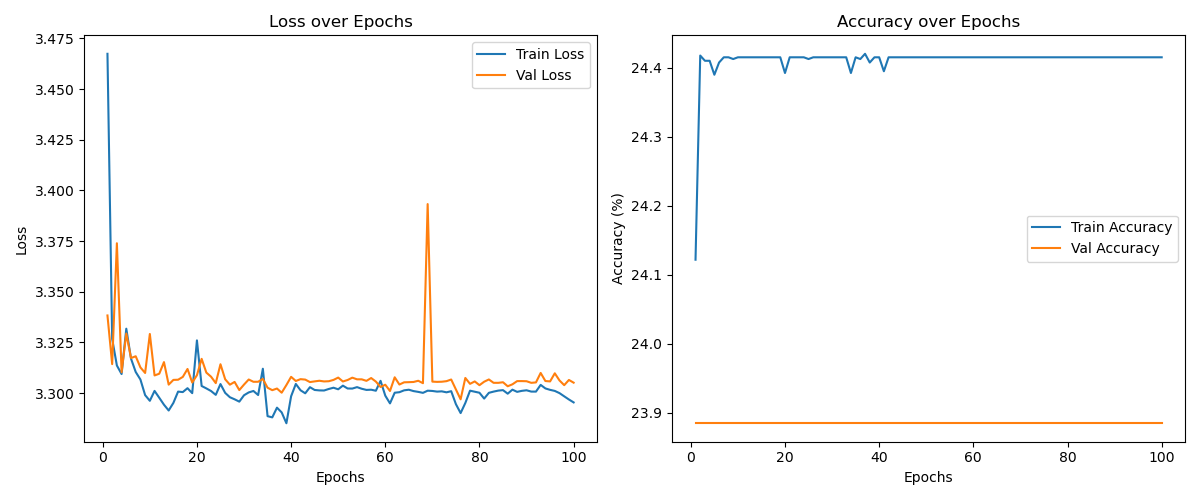 Loss over Epochs
3.475
3.450
3.425
3.400
3.375
3.350
3.325
3.300
Loss
Train Loss
Val Loss
0 20 40 60 80 100
Epochs
Accuracy over Epochs
24.4
24.3
24.2
24.1
24.0
23.9
Accuracy (%)
Train Accuracy
Val Accuracy
0 20 40 60 80 100
Epochs